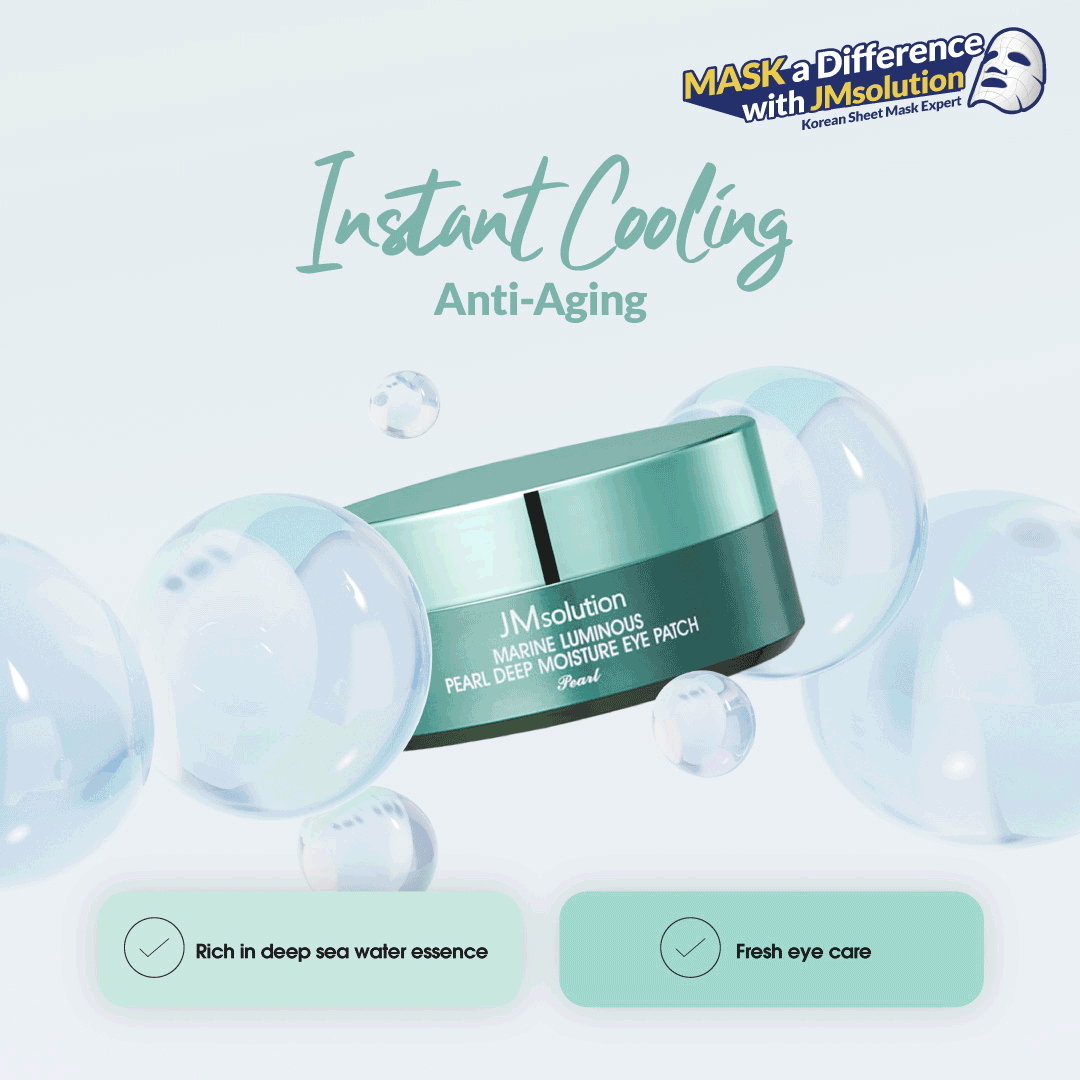 MASK a Difference
with JMsolution
Korean Sheet Mask Expert
Instant Cooling
Anti-Aging
JMsolution
MARINE LUMINOUS
PEARL DEEP MOISTURE EYE PATCH
Pearl
Rich in deep sea water essence
Fresh eye care